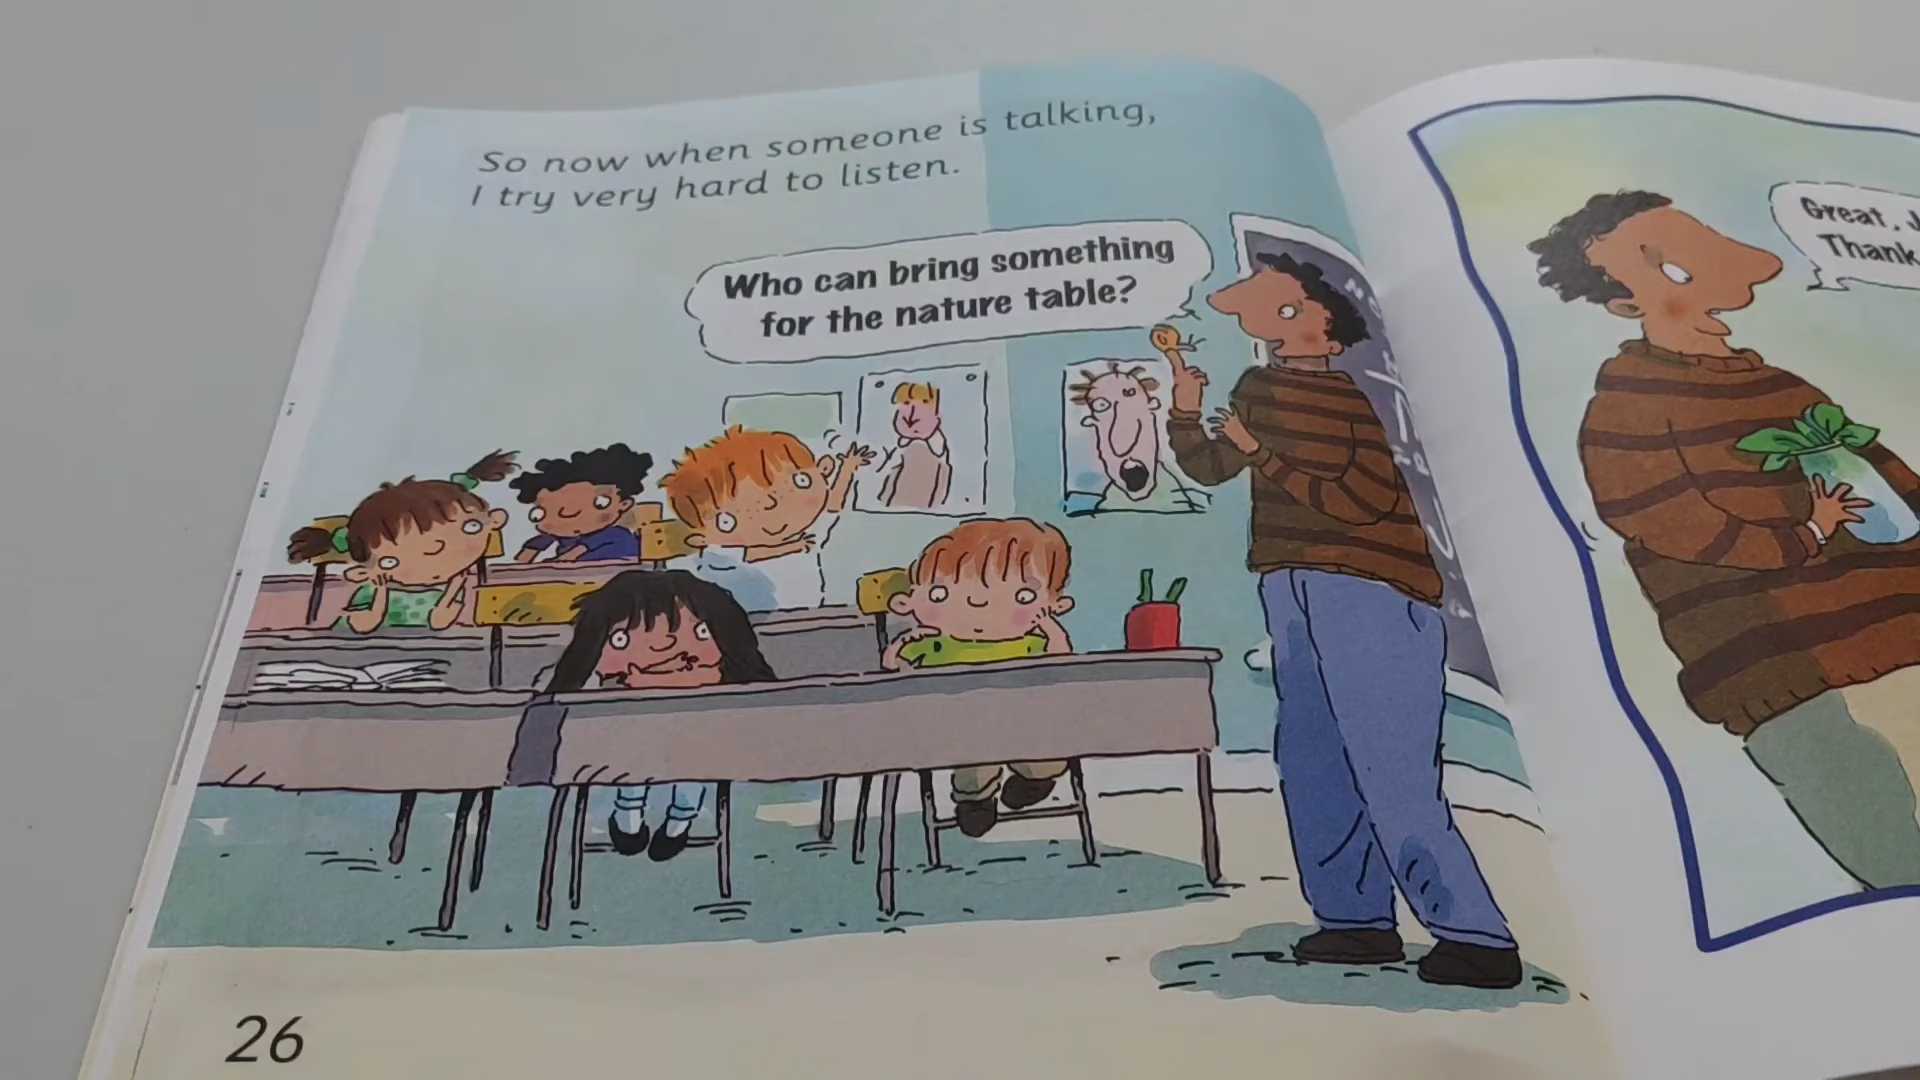 So now when someone is talking,
I try very hard to listen.
Who can bring something
for the nature table?
Great, J
Thank
26